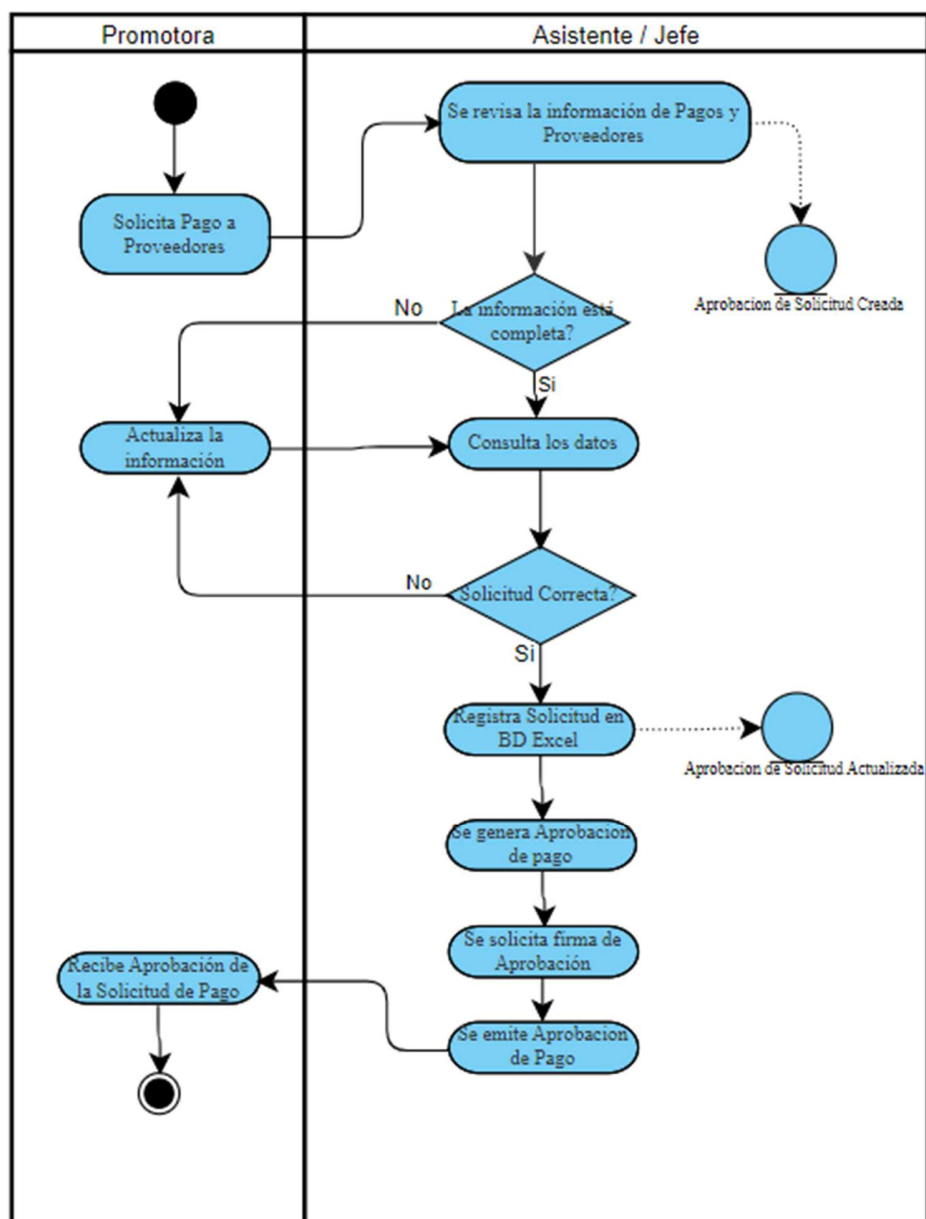 Promotora
Asistente / Jefe
Se revisa la información de Pagos y
Proveedores
Solicita Pago a
Proveedores
Aprobacion de Solicitud Creada
No
La información está
completa?
Si
Actualiza la
información
Consulta los datos
No
Solicitud Correcta?
Si
Registra Solicitud en
BD Excel
Aprobacion de Solicitud Actualizada
Se genera Aprobacion
de pago
Se solicita firma de
Aprobación
Recibe Aprobación de
la Solicitud de Pago
Se emite Aprobacion
de Pago